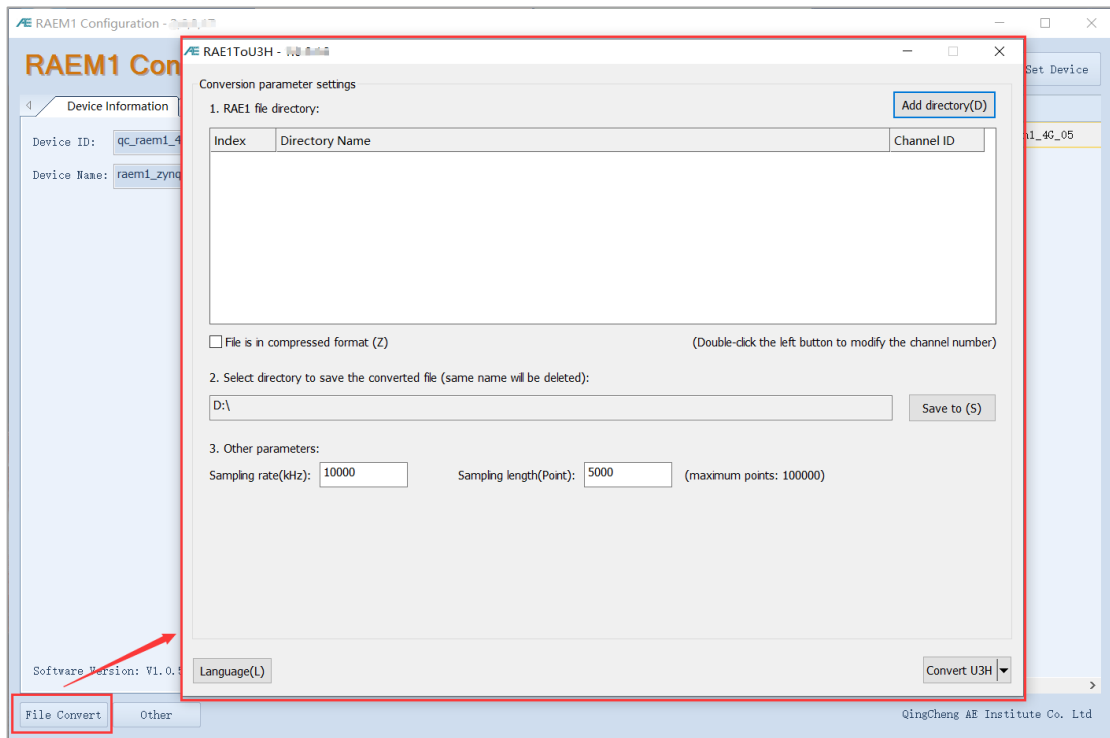 RAEM1 Configuration -
RAE1ToU3H -
RAEM1 Con
Set Device
Conversion parameter settings
Device Information
1. RAE1 file directory:
Add directory(D)
Device ID: qc_raem1_4
Index Directory Name Channel ID
m1_4G_05
Device Name: raem1_zynq
File is in compressed format (Z)
(Double-click the left button to modify the channel number)
2. Select directory to save the converted file (same name will be deleted):
D:\
Save to (S)
3. Other parameters:
Sampling rate(kHz): 10000 Sampling length(Point): 5000 (maximum points: 100000)
Software Version: V1.0.5
Language(L)
Convert U3H
File Convert
Other
QingCheng AE Institute Co. Ltd